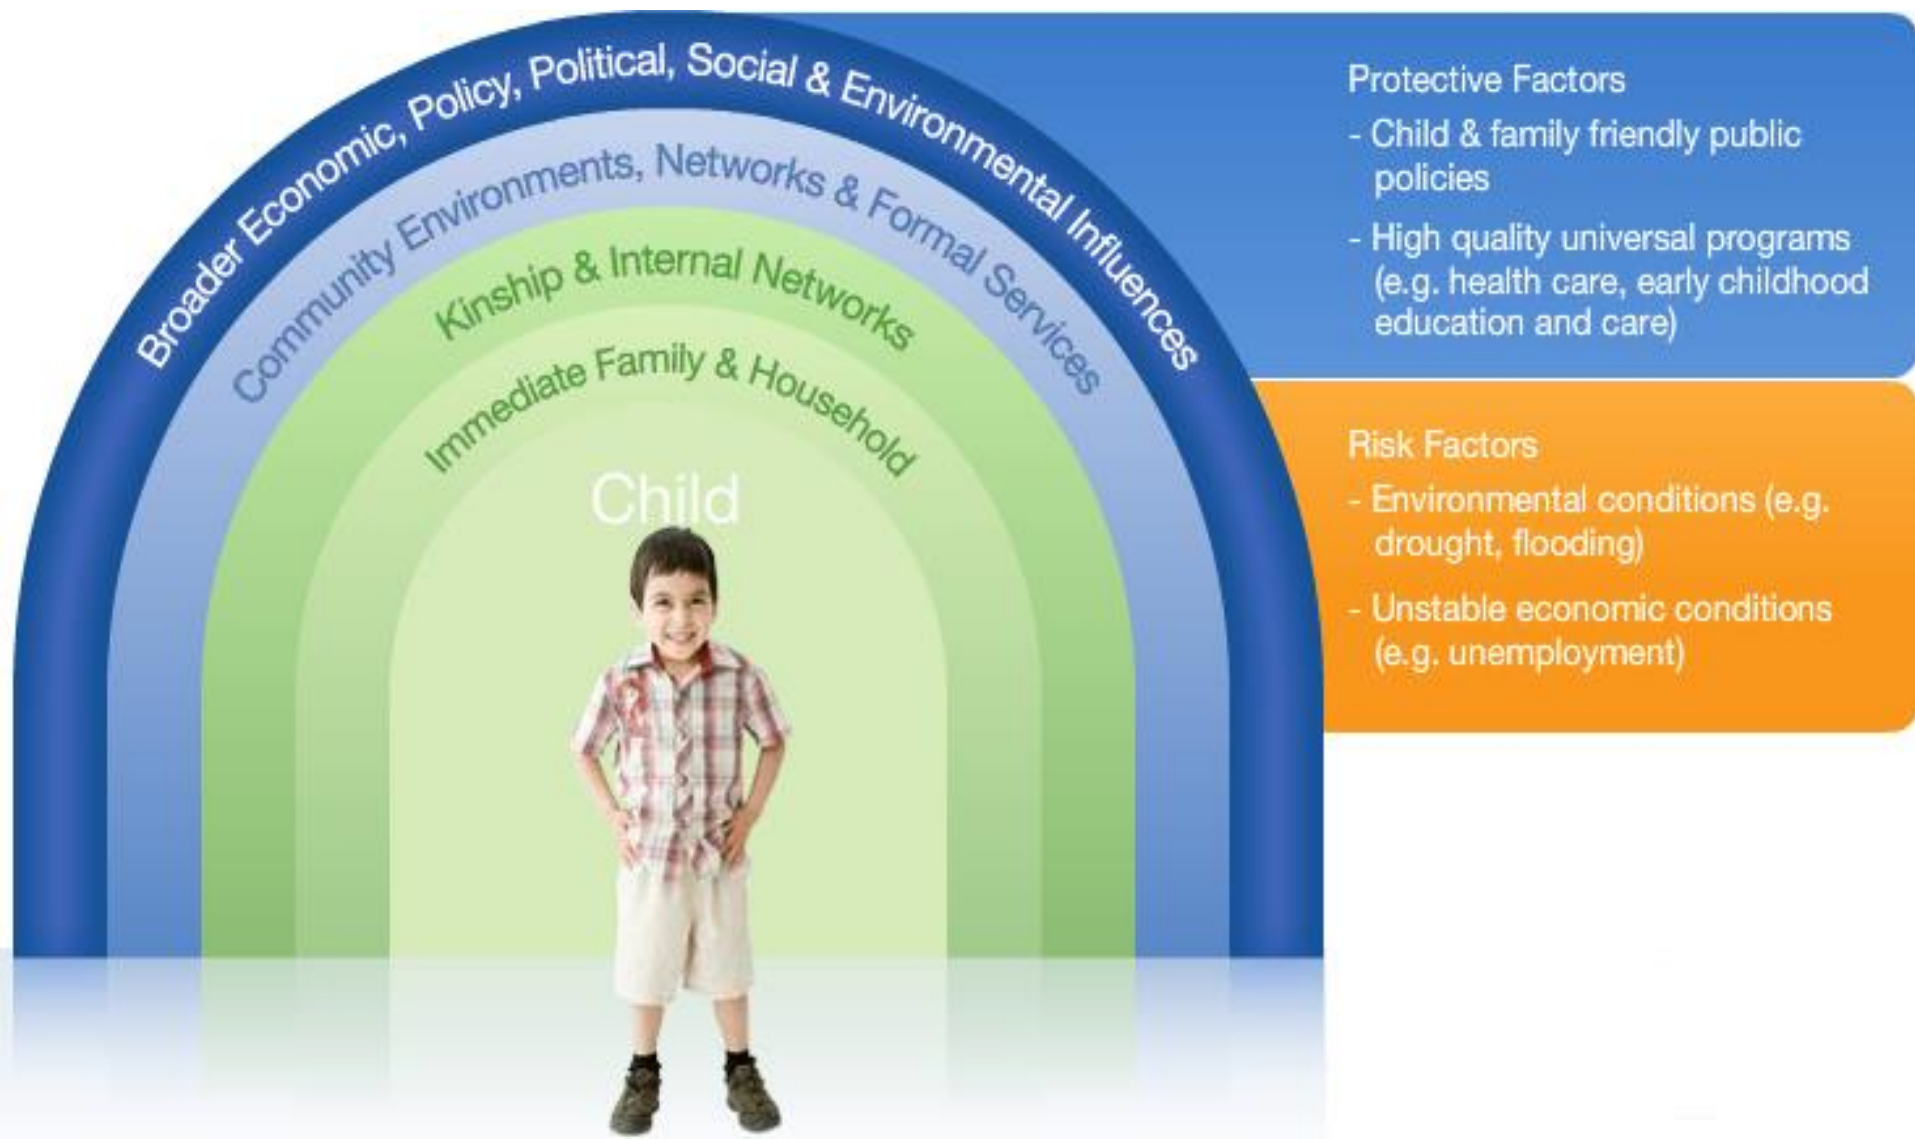 Broader Economic, Policy, Political, Social & Environmental Influences
Community Environments, Networks & Formal Services
Kinship & Internal Networks
Immediate Family & Household
Child
Protective Factors
- Child & family friendly public
policies
- High quality universal programs
(e.g. health care, early childhood
education and care)
Risk Factors
- Environmental conditions (e.g.
drought, flooding)
- Unstable economic conditions
(e.g. unemployment)